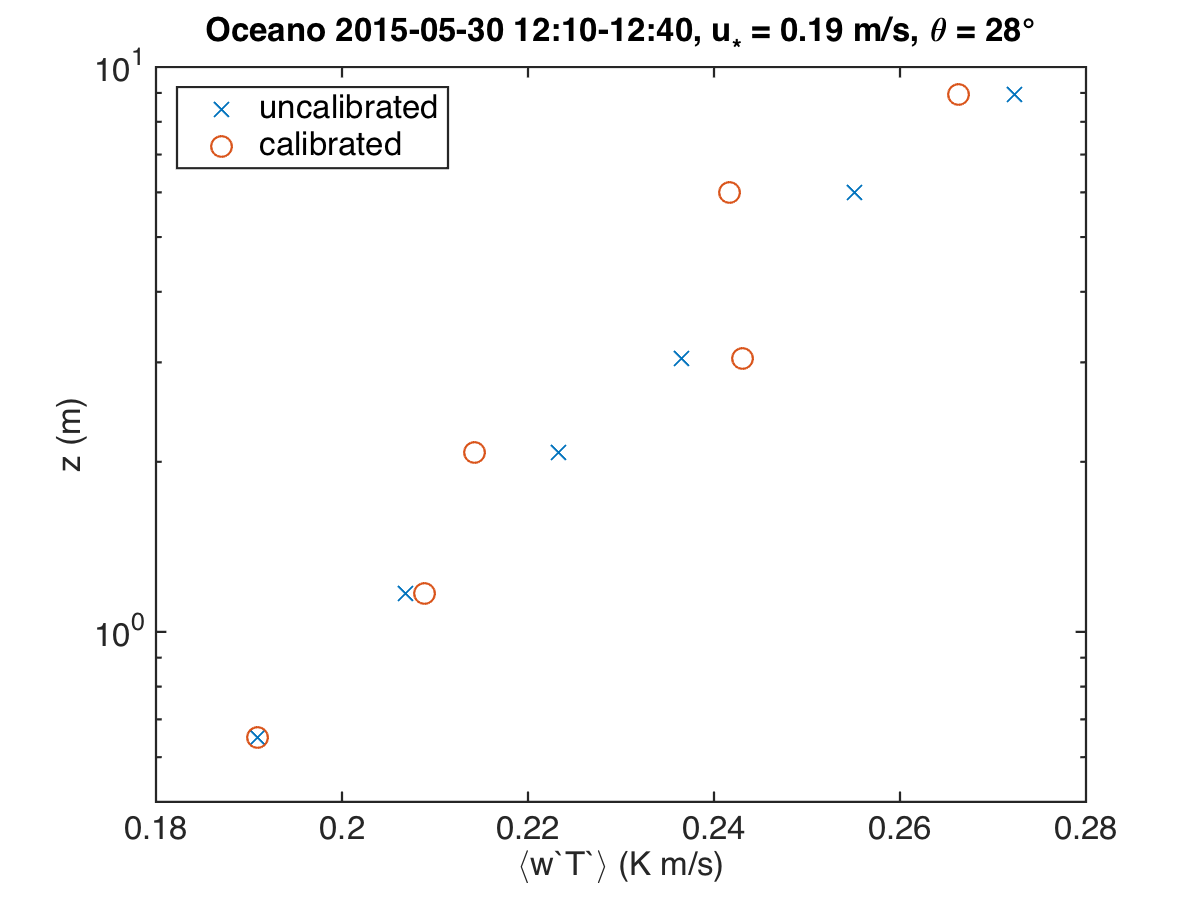 Oceano 2015-05-30 12:10-12:40, u* = 0.19 m/s, θ = 28°
10^1
uncalibrated
calibrated
z (m)
10^0
0.18 0.2 0.22 0.24 0.26 0.28
⟨w`T`⟩ (K m/s)